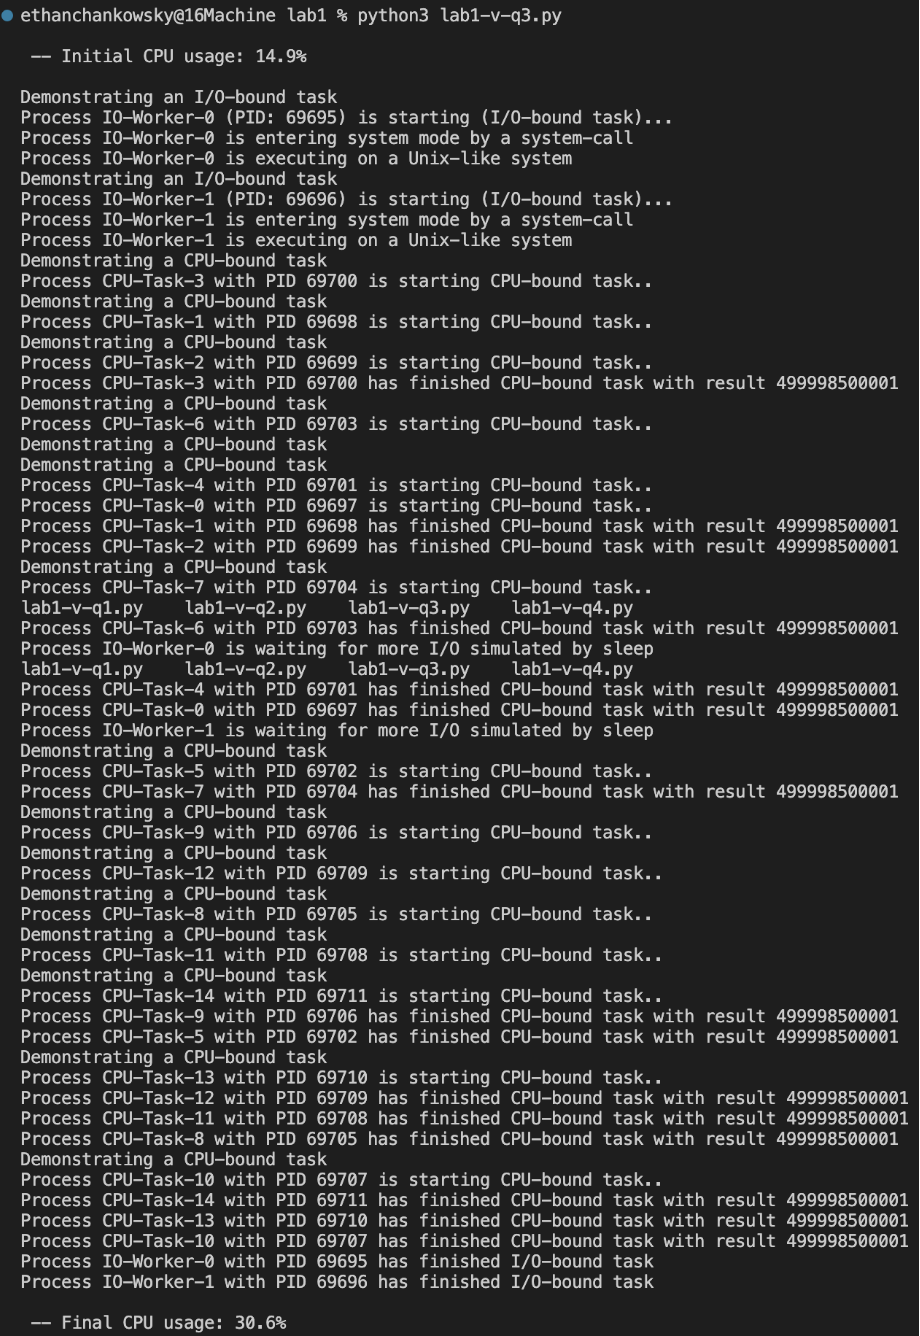 ethanchankowsky@16Machine lab1 % python3 lab1-v-q3.py
-- Initial CPU usage: 14.9%
Demonstrating an I/O-bound task
Process IO-Worker-0 (PID: 69695) is starting (I/O-bound task)...
Process IO-Worker-0 is entering system mode by a system-call
Process IO-Worker-0 is executing on a Unix-like system
Demonstrating an I/O-bound task
Process IO-Worker-1 (PID: 69696) is starting (I/O-bound task)...
Process IO-Worker-1 is entering system mode by a system-call
Process IO-Worker-1 is executing on a Unix-like system
Demonstrating a CPU-bound task
Process CPU-Task-3 with PID 69700 is starting CPU-bound task..
Demonstrating a CPU-bound task
Process CPU-Task-1 with PID 69698 is starting CPU-bound task..
Demonstrating a CPU-bound task
Process CPU-Task-2 with PID 69699 is starting CPU-bound task..
Process CPU-Task-3 with PID 69700 has finished CPU-bound task with result 499998500001
Demonstrating a CPU-bound task
Process CPU-Task-6 with PID 69703 is starting CPU-bound task..
Demonstrating a CPU-bound task
Demonstrating a CPU-bound task
Process CPU-Task-4 with PID 69701 is starting CPU-bound task..
Process CPU-Task-0 with PID 69697 is starting CPU-bound task..
Process CPU-Task-1 with PID 69698 has finished CPU-bound task with result 499998500001
Process CPU-Task-2 with PID 69699 has finished CPU-bound task with result 499998500001
Demonstrating a CPU-bound task
Process CPU-Task-7 with PID 69704 is starting CPU-bound task..
lab1-v-q1.py    lab1-v-q2.py    lab1-v-q3.py    lab1-v-q4.py
Process CPU-Task-6 with PID 69703 has finished CPU-bound task with result 499998500001
Process IO-Worker-0 is waiting for more I/O simulated by sleep
lab1-v-q1.py    lab1-v-q2.py    lab1-v-q3.py    lab1-v-q4.py
Process CPU-Task-4 with PID 69701 has finished CPU-bound task with result 499998500001
Process CPU-Task-0 with PID 69697 has finished CPU-bound task with result 499998500001
Process IO-Worker-1 is waiting for more I/O simulated by sleep
Demonstrating a CPU-bound task
Process CPU-Task-5 with PID 69702 is starting CPU-bound task..
Process CPU-Task-7 with PID 69704 has finished CPU-bound task with result 499998500001
Demonstrating a CPU-bound task
Process CPU-Task-9 with PID 69706 is starting CPU-bound task..
Demonstrating a CPU-bound task
Process CPU-Task-12 with PID 69709 is starting CPU-bound task..
Demonstrating a CPU-bound task
Process CPU-Task-8 with PID 69705 is starting CPU-bound task..
Demonstrating a CPU-bound task
Process CPU-Task-11 with PID 69708 is starting CPU-bound task..
Demonstrating a CPU-bound task
Process CPU-Task-14 with PID 69711 is starting CPU-bound task..
Process CPU-Task-9 with PID 69706 has finished CPU-bound task with result 499998500001
Process CPU-Task-5 with PID 69702 has finished CPU-bound task with result 499998500001
Demonstrating a CPU-bound task
Process CPU-Task-13 with PID 69710 is starting CPU-bound task..
Process CPU-Task-12 with PID 69709 has finished CPU-bound task with result 499998500001
Process CPU-Task-11 with PID 69708 has finished CPU-bound task with result 499998500001
Process CPU-Task-8 with PID 69705 has finished CPU-bound task with result 499998500001
Demonstrating a CPU-bound task
Process CPU-Task-10 with PID 69707 is starting CPU-bound task..
Process CPU-Task-14 with PID 69711 has finished CPU-bound task with result 499998500001
Process CPU-Task-13 with PID 69710 has finished CPU-bound task with result 499998500001
Process CPU-Task-10 with PID 69707 has finished CPU-bound task with result 499998500001
Process IO-Worker-0 with PID 69695 has finished I/O-bound task
Process IO-Worker-1 with PID 69696 has finished I/O-bound task
-- Final CPU usage: 30.6%